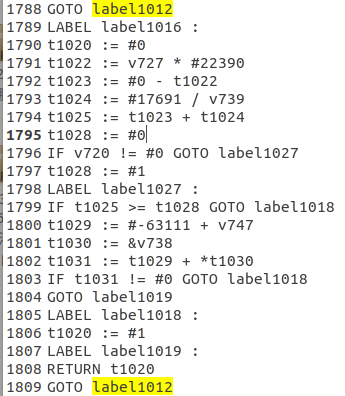 1788 GOTO label1012
1789 LABEL label1016 :
1790 t1020 := #0
1791 t1022 := v727 * #22390
1792 t1023 := #0 - t1022
1793 t1024 := #17691 / v739
1794 t1025 := t1023 + t1024
1795 t1028 := #0
1796 IF v720 != #0 GOTO label1027
1797 t1028 := #1
1798 LABEL label1027 :
1799 IF t1025 >= t1028 GOTO label1018
1800 t1029 := #-63111 + v747
1801 t1030 := &v738
1802 t1031 := t1029 + *t1030
1803 IF t1031 != #0 GOTO label1018
1804 GOTO label1019
1805 LABEL label1018 :
1806 t1020 := #1
1807 LABEL label1019 :
1808 RETURN t1020
1809 GOTO label1012